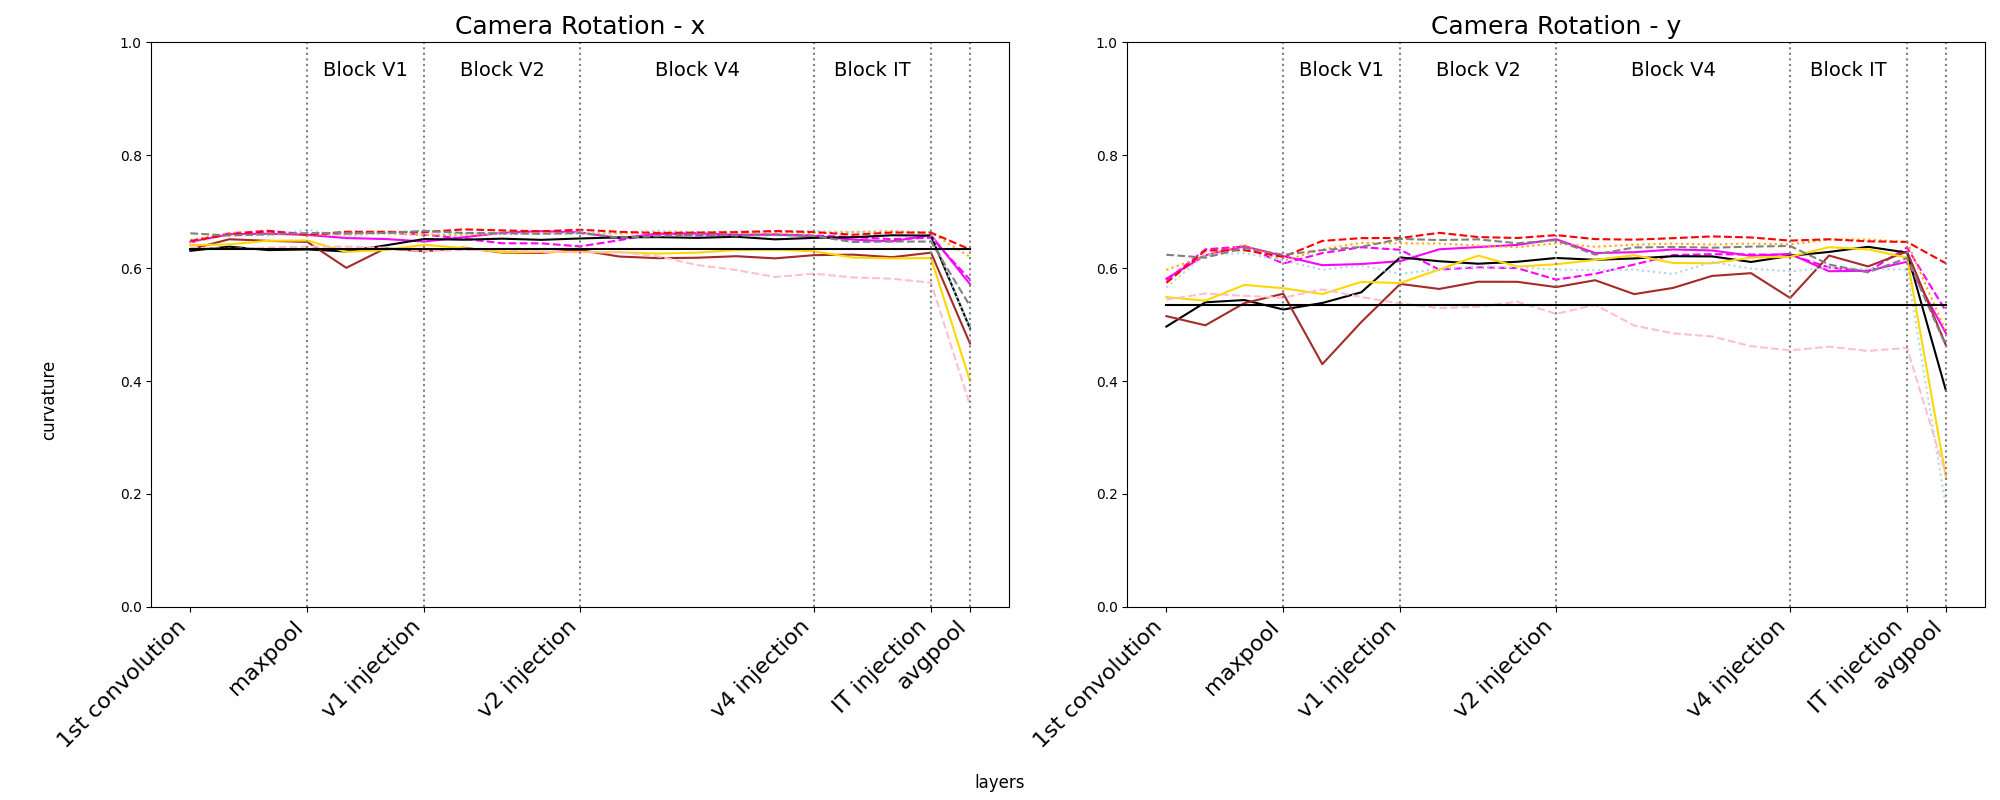 Camera Rotation - x
Camera Rotation - y
1.0
0.8
0.6
0.4
0.2
0.0
Block V1
Block V2
Block V4
Block IT
1.0
0.8
0.6
0.4
0.2
0.0
Block V1
Block V2
Block V4
Block IT
curvature
1st convolution
maxpool
v1 injection
v2 injection
v4 injection
IT injection
avgpool
1st convolution
maxpool
v1 injection
v2 injection
v4 injection
IT injection
avgpool
layers